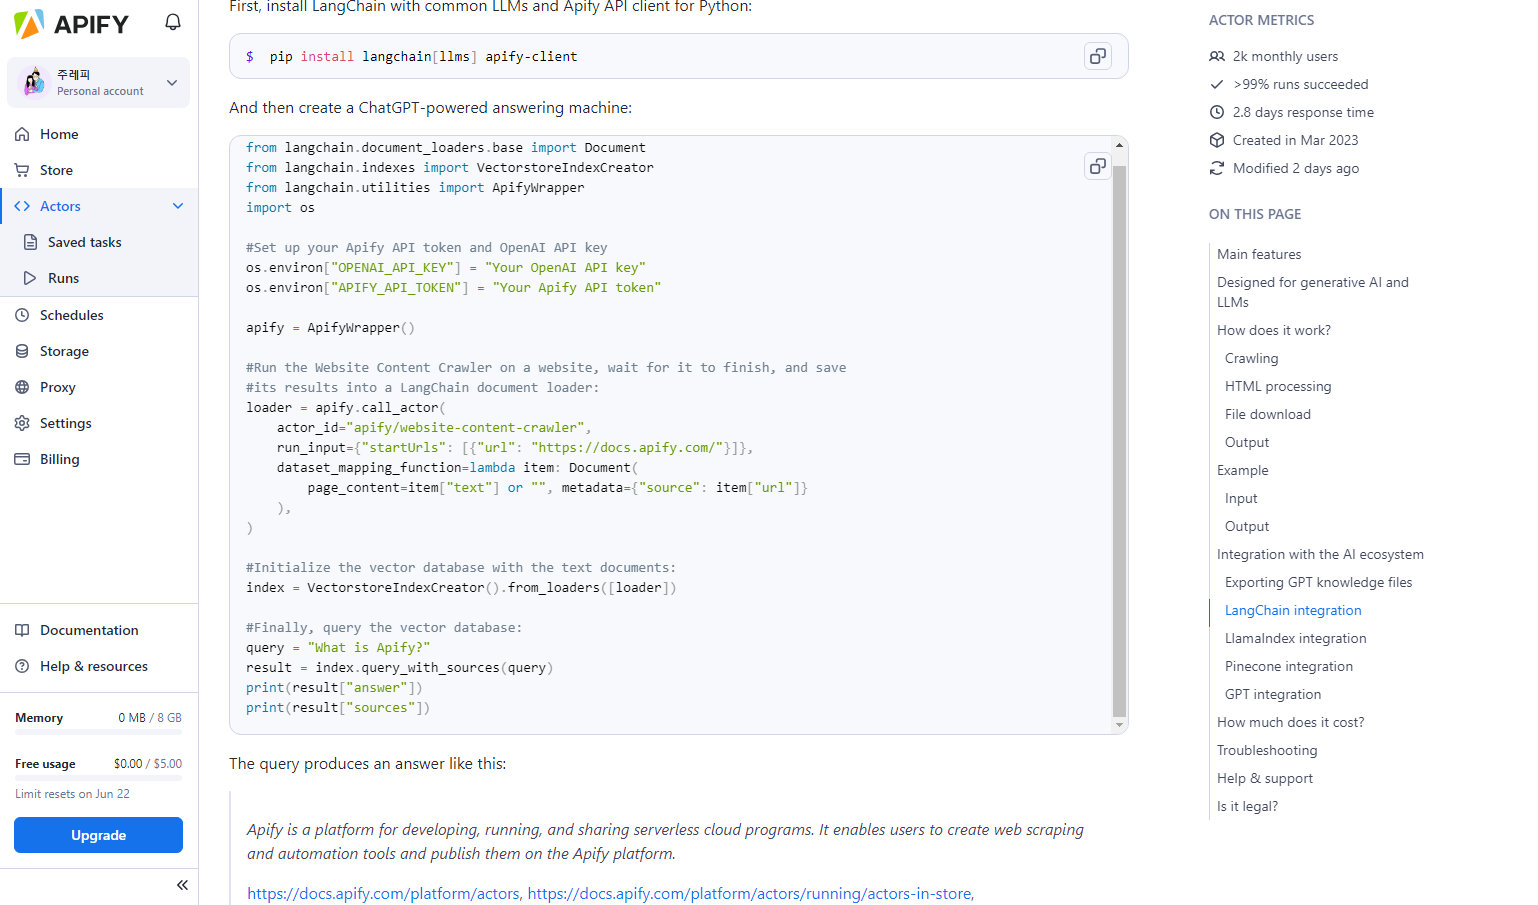 APIFY
주레피
Personal account
Home
Store
Actors
Saved tasks
Runs
Schedules
Storage
Proxy
Settings
Billing
Documentation
Help & resources
Memory 0 MB / 8 GB
Free usage $0.00 / $5.00
Limit resets on Jun 22
Upgrade
First, install LangChain with common LLMs and Apify API client for Python:
$ pip install langchain[llms] apify-client
And then create a ChatGPT-powered answering machine:
from langchain.document_loaders.base import Document
from langchain.indexes import VectorstoreIndexCreator
from langchain.utilities import ApifyWrapper
import os
#Set up your Apify API token and OpenAI API key
os.environ["OPENAI_API_KEY"] = "Your OpenAI API key"
os.environ["APIFY_API_TOKEN"] = "Your Apify API token"
apify = ApifyWrapper()
#Run the Website Content Crawler on a website, wait for it to finish, and save
#its results into a LangChain document loader:
loader = apify.call_actor(
actor_id="apify/website-content-crawler",
run_input={"startUrls": [{"url": "https://docs.apify.com/"}]},
dataset_mapping_function=lambda item: Document(
page_content=item["text"] or "", metadata={"source": item["url"]}
),
)
#Initialize the vector database with the text documents:
index = VectorstoreIndexCreator().from_loaders([loader])
#Finally, query the vector database:
query = "What is Apify?"
result = index.query_with_sources(query)
print(result["answer"])
print(result["sources"])
The query produces an answer like this:
Apify is a platform for developing, running, and sharing serverless cloud programs. It enables users to create web scraping
and automation tools and publish them on the Apify platform.
https://docs.apify.com/platform/actors, https://docs.apify.com/platform/actors/running/actors-in-store,
ACTOR METRICS
2k monthly users
>99% runs succeeded
2.8 days response time
Created in Mar 2023
Modified 2 days ago
ON THIS PAGE
Main features
Designed for generative AI and
LLMs
How does it work?
Crawling
HTML processing
File download
Output
Example
Input
Output
Integration with the AI ecosystem
Exporting GPT knowledge files
LangChain integration
LlamaIndex integration
Pinecone integration
GPT integration
How much does it cost?
Troubleshooting
Help & support
Is it legal?